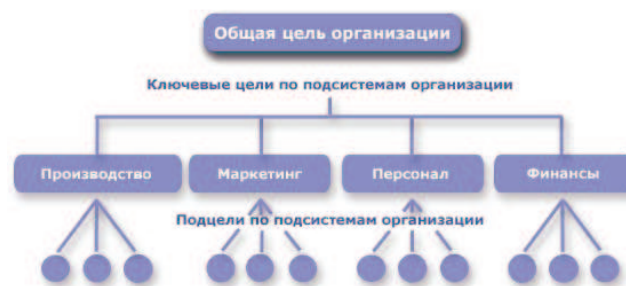 Общая цель организации
Ключевые цели по подсистемам организации
Производство
Маркетинг
Персонал
Финансы
Подцели по подсистемам организации